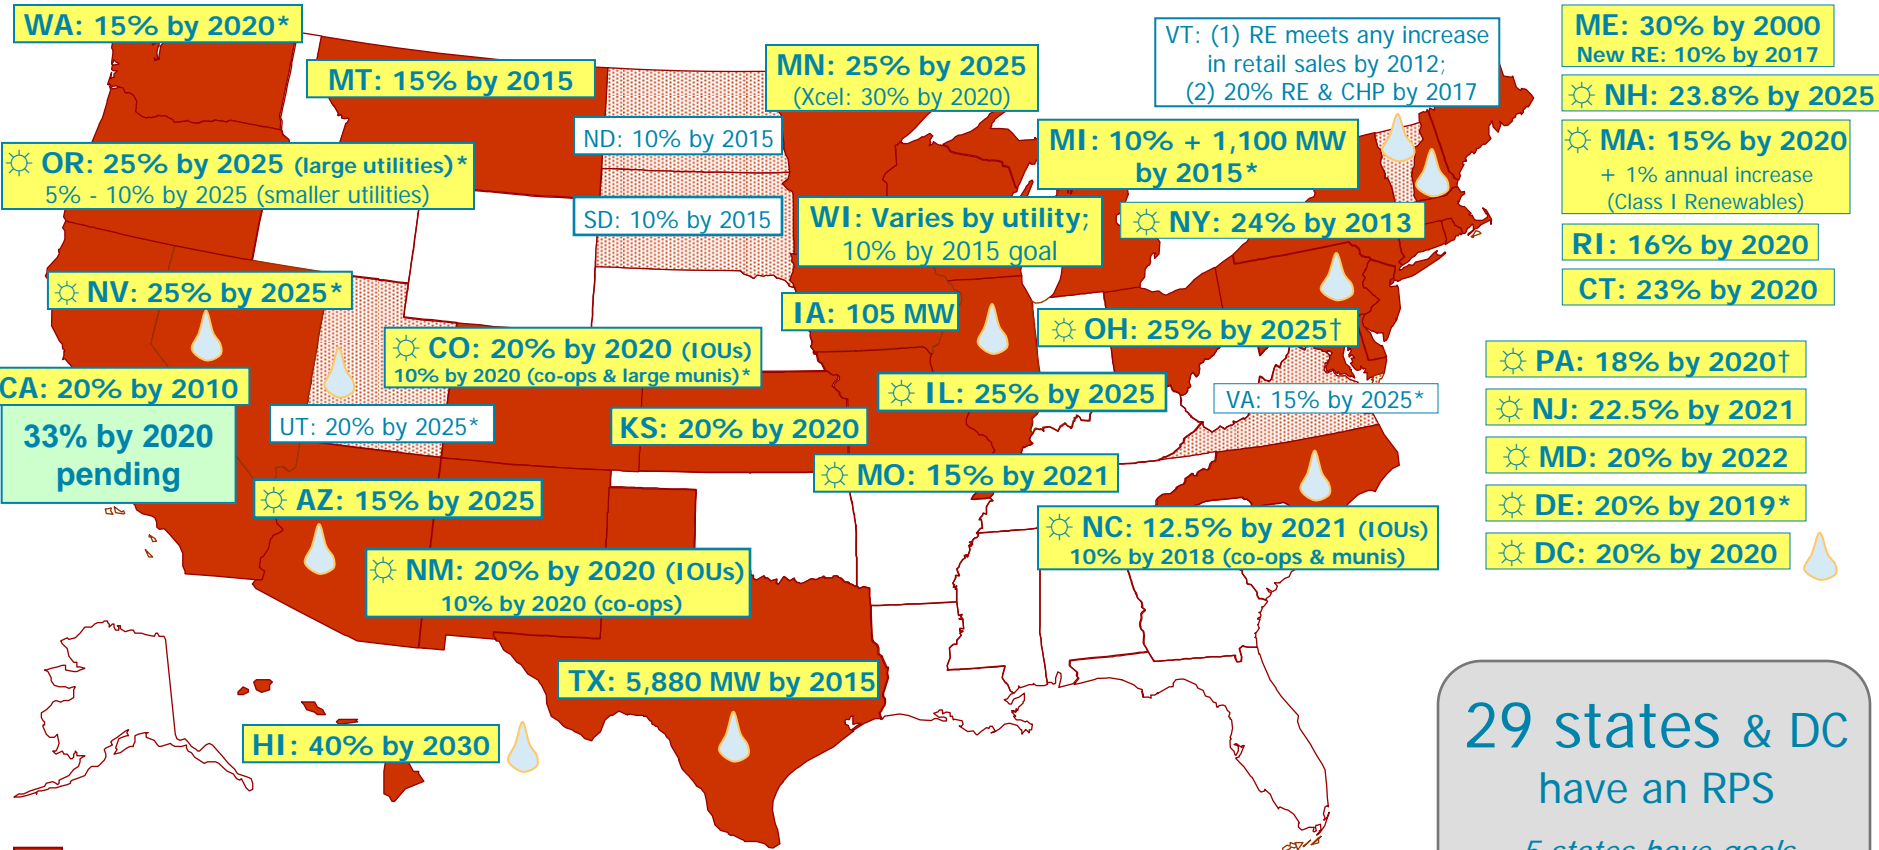 WA: 15% by 2020*
MT: 15% by 2015
MN: 25% by 2025
(Xcel: 30% by 2020)
VT: (1) RE meets any increase
in retail sales by 2012;
(2) 20% RE & CHP by 2017
ME: 30% by 2000
New RE: 10% by 2017
☼ NH: 23.8% by 2025
☼ OR: 25% by 2025 (large utilities)*
5% - 10% by 2025 (smaller utilities)
ND: 10% by 2015
SD: 10% by 2015
MI: 10% + 1,100 MW
by 2015*
☼ MA: 15% by 2020
+ 1% annual increase
(Class I Renewables)
WI: Varies by utility;
10% by 2015 goal
☼ NY: 24% by 2013
RI: 16% by 2020
CT: 23% by 2020
☼ NV: 25% by 2025*
IA: 105 MW
☼ OH: 25% by 2025†
☼ CO: 20% by 2020 (IOUs)
10% by 2020 (co-ops & large munis)*
☼ PA: 18% by 2020†
CA: 20% by 2010
33% by 2020
pending
UT: 20% by 2025*
KS: 20% by 2020
☼ IL: 25% by 2025
VA: 15% by 2025*
☼ NJ: 22.5% by 2021
☼ MD: 20% by 2022
☼ MO: 15% by 2021
☼ AZ: 15% by 2025
☼ DE: 20% by 2019*
☼ NC: 12.5% by 2021 (IOUs)
10% by 2018 (co-ops & munis)
☼ DC: 20% by 2020
☼ NM: 20% by 2020 (IOUs)
10% by 2020 (co-ops)
TX: 5,880 MW by 2015
HI: 40% by 2030
29 states & DC
have an RPS
5 states have goals